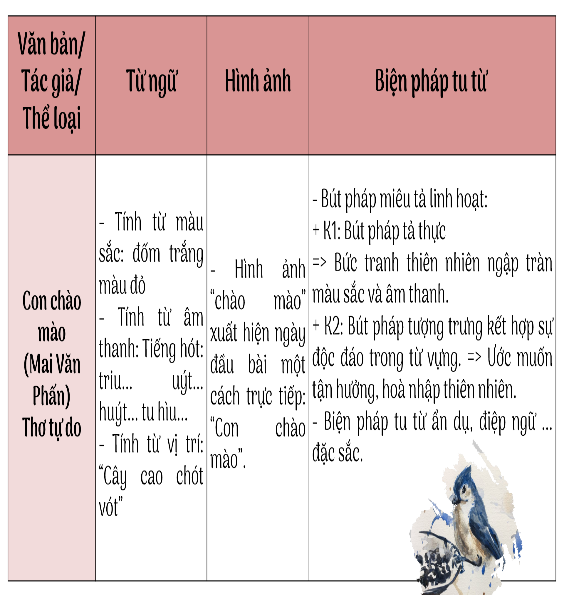 Văn bản/
Tác giả/
Thể loại
Từ ngữ
Hình ảnh
Biện pháp tu từ
Con chào
mào
(Mai Văn
Phấn)
Thơ tự do
- Tính từ màu
sắc: đốm trắng
màu đỏ
- Tính từ âm
thanh: Tiếng hót:
triu... uýt...
huýt... tu hìu...
- Tính từ vị trí:
“Cây cao chót
vót”
- Hình ảnh
“chào mào”
xuất hiện ngày
đầu bài một
cách trực tiếp:
“Con chào
mào”.
- Bút pháp miêu tả linh hoạt:
+ K1: Bút pháp tả thực
=> Bức tranh thiên nhiên ngập tràn
màu sắc và âm thanh.
+ K2: Bút pháp tượng trưng kết hợp sự
độc đáo trong từ vựng. => Ước muốn
tận hưởng, hoà nhập thiên nhiên.
- Biện pháp tu từ ẩn dụ, điệp ngữ ...
đặc sắc.